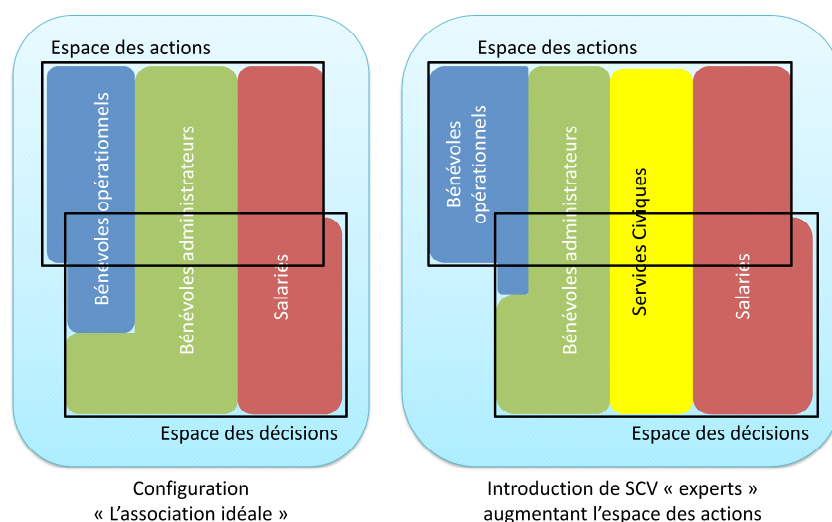 Espace des actions
Bénévoles opérationnels
Bénévoles administrateurs
Salariés
Espace des décisions
Configuration
« L’association idéale »
Espace des actions
Bénévoles
opérationnels
Bénévoles administrateurs
Services Civiques
Salariés
Espace des décisions
Introduction de SCV « experts »
augmentant l’espace des actions